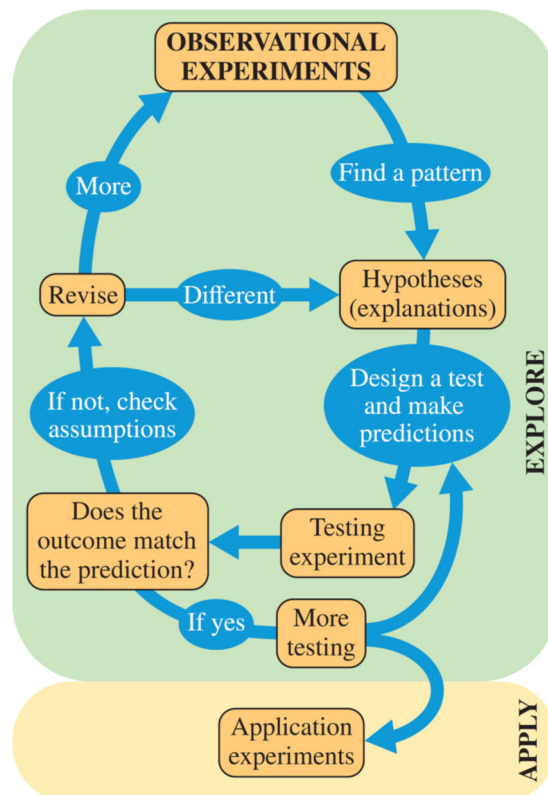 OBSERVATIONAL
EXPERIMENTS
Find a pattern
More
Hypotheses
(explanations)
Revise
Different
Design a test
and make
predictions
If not, check
assumptions
EXPLORE
Does the
outcome match
the prediction?
Testing
experiment
If yes
More
testing
Application
experiments
APPLY